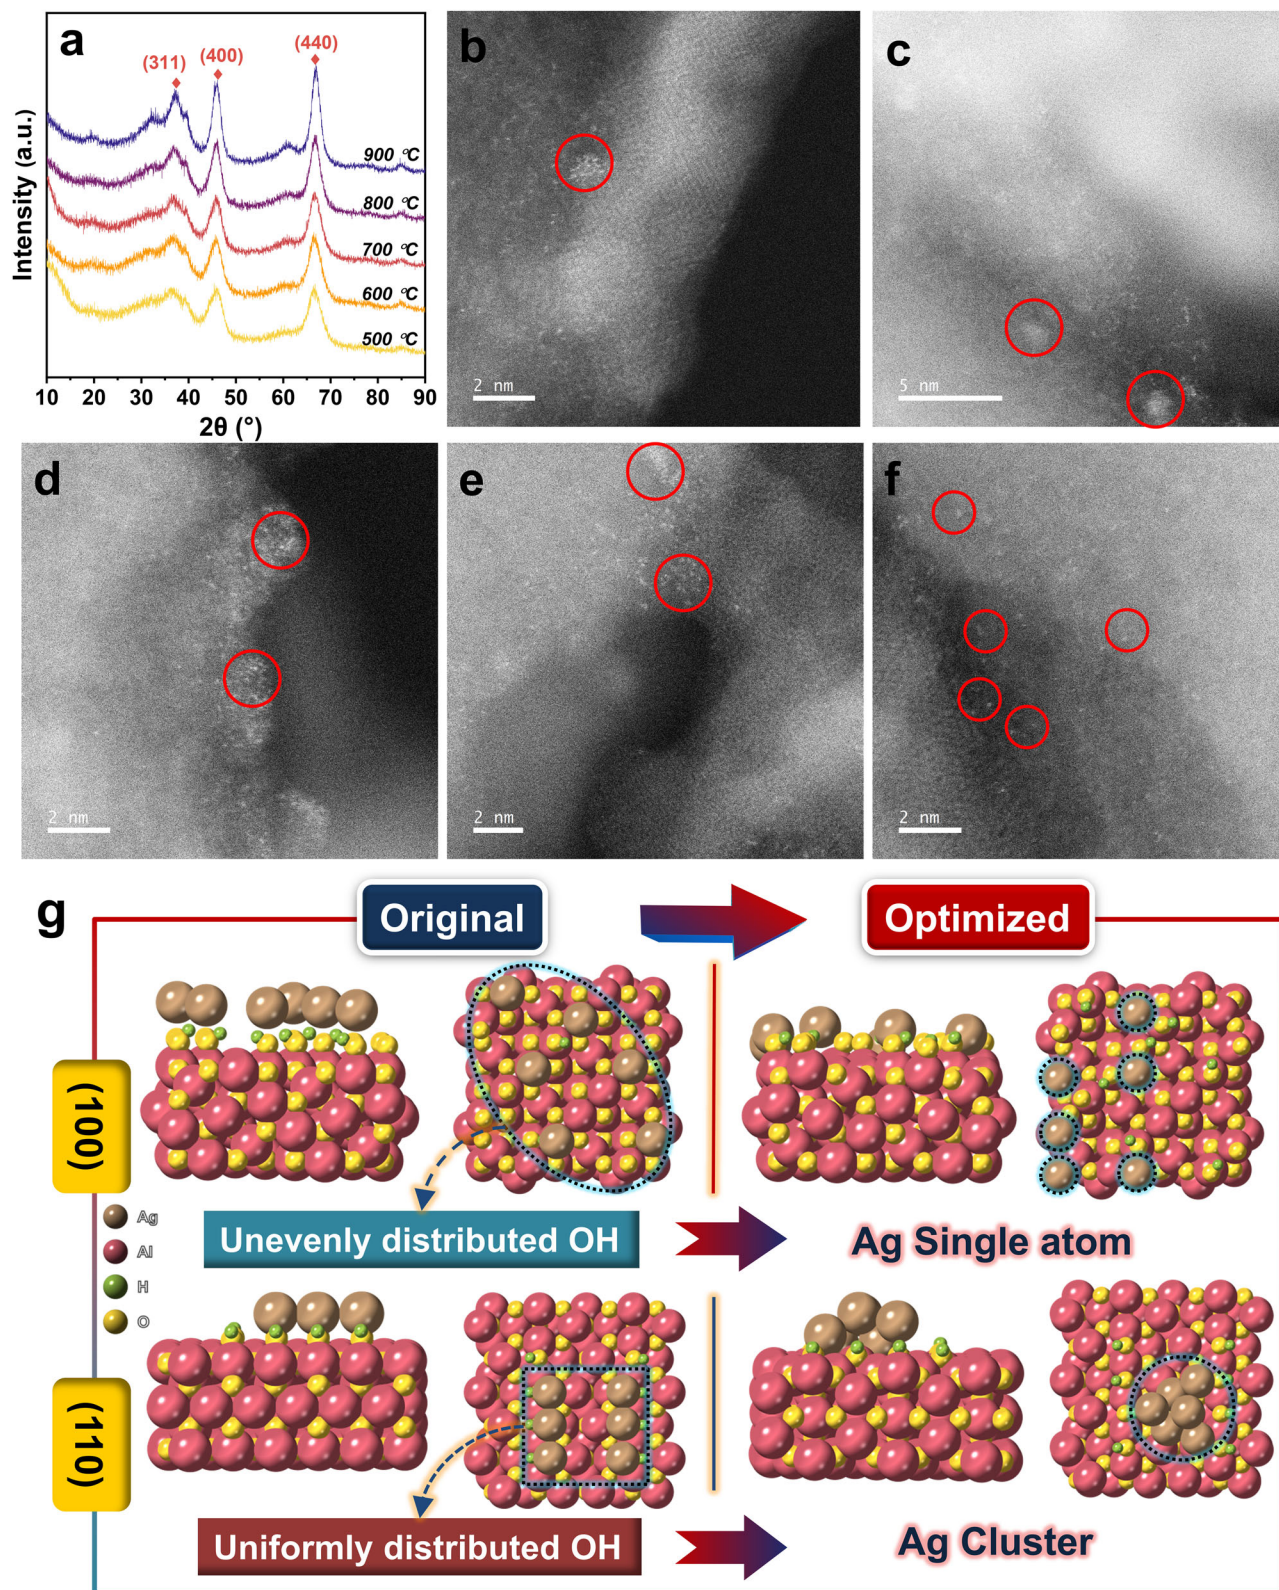 a
(311)
(400)
(440)
900 °C
800 °C
700 °C
600 °C
500 °C
Intensity (a.u.)
10 20 30 40 50 60 70 80 90
2θ (°)
b
2 nm
c
5 nm
d
2 nm
e
2 nm
f
2 nm
g
Original
Optimized
(100)
Unevenly distributed OH
Ag Single atom
Ag
Al
H
O
(110)
Uniformly distributed OH
Ag Cluster